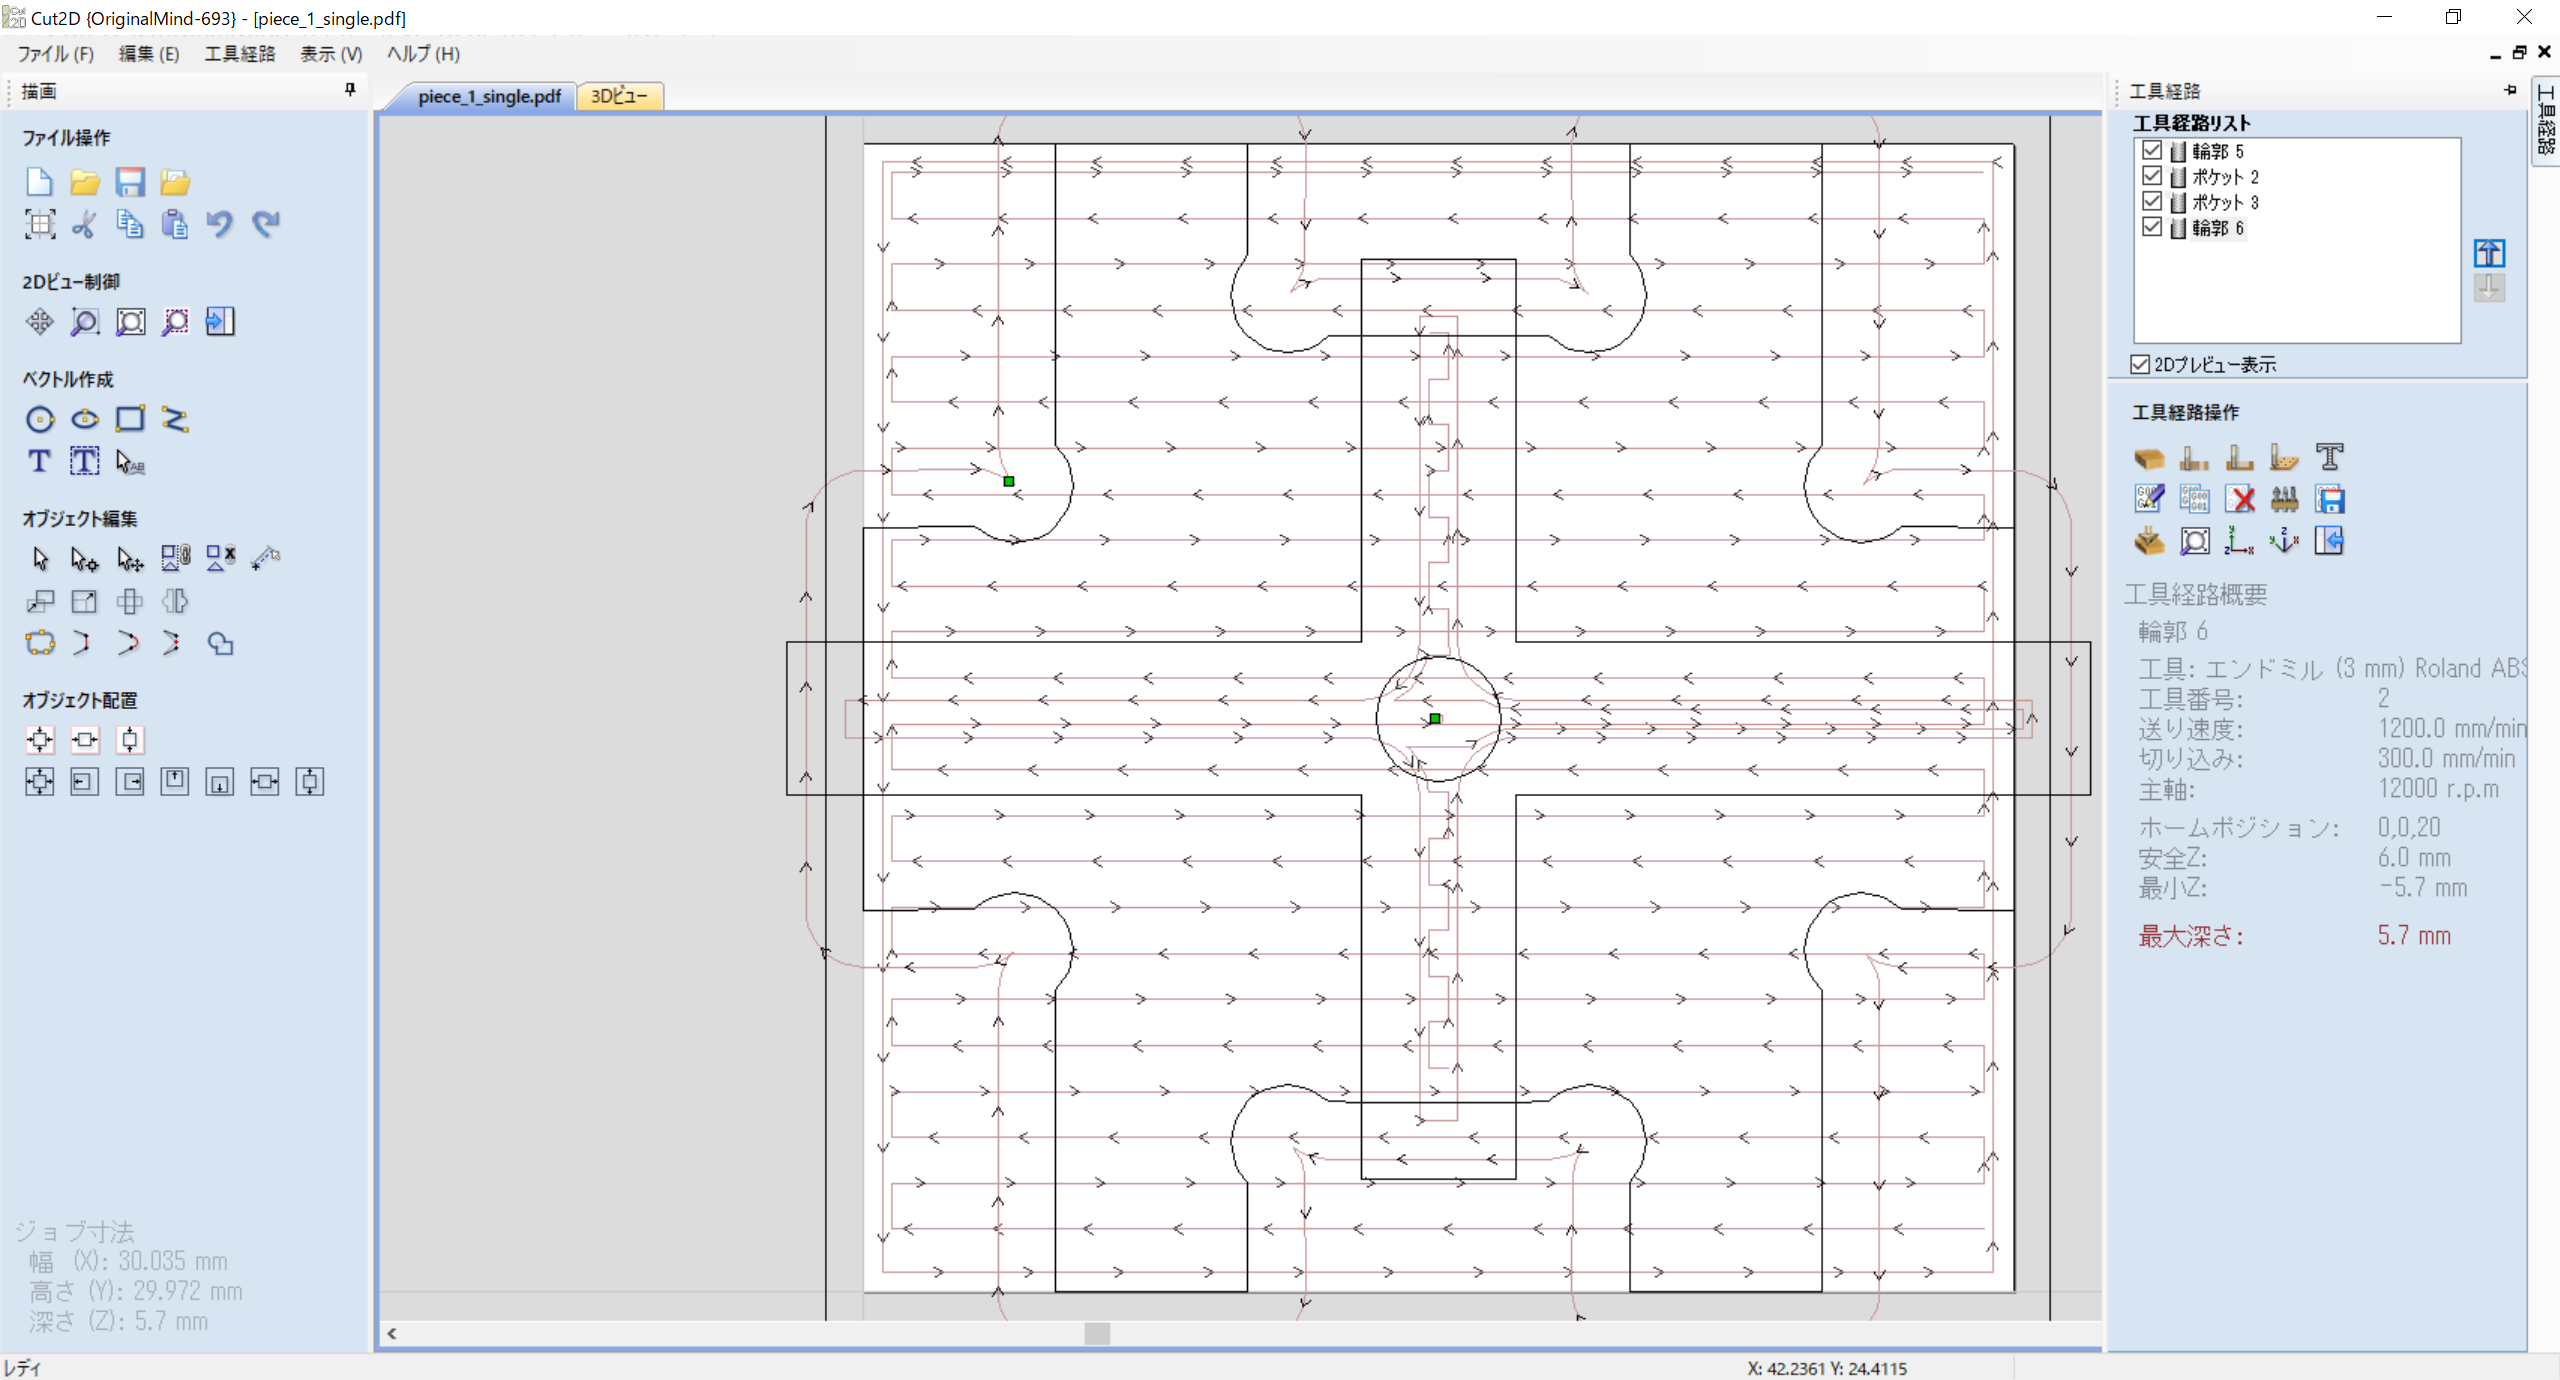 Cut2D {OriginalMind-693} - [piece_1_single.pdf]
ファイル (F) 編集 (E) 工具経路 表示 (V) ヘルプ (H)
描画
piece_1_single.pdf 3Dビュー
工具経路
工具経路
ファイル操作
2Dビュー制御
ベクトル作成
オブジェクト編集
オブジェクト配置
ジョブ寸法
幅 (X): 30.035 mm
高さ (Y): 29.972 mm
深さ (Z): 5.7 mm
工具経路リスト
輪郭 5
ポケット 2
ポケット 3
輪郭 6
2Dプレビュー表示
工具経路操作
工具経路概要
輪郭 6
工具: エンドミル (3 mm) Roland ABS
工具番号: 2
送り速度: 1200.0 mm/min
切り込み: 300.0 mm/min
主軸: 12000 r.p.m
ホームポジション: 0,0,20
安全Z: 6.0 mm
最小Z: -5.7 mm
最大深さ: 5.7 mm
レディ
X: 42.2361 Y: 24.4115